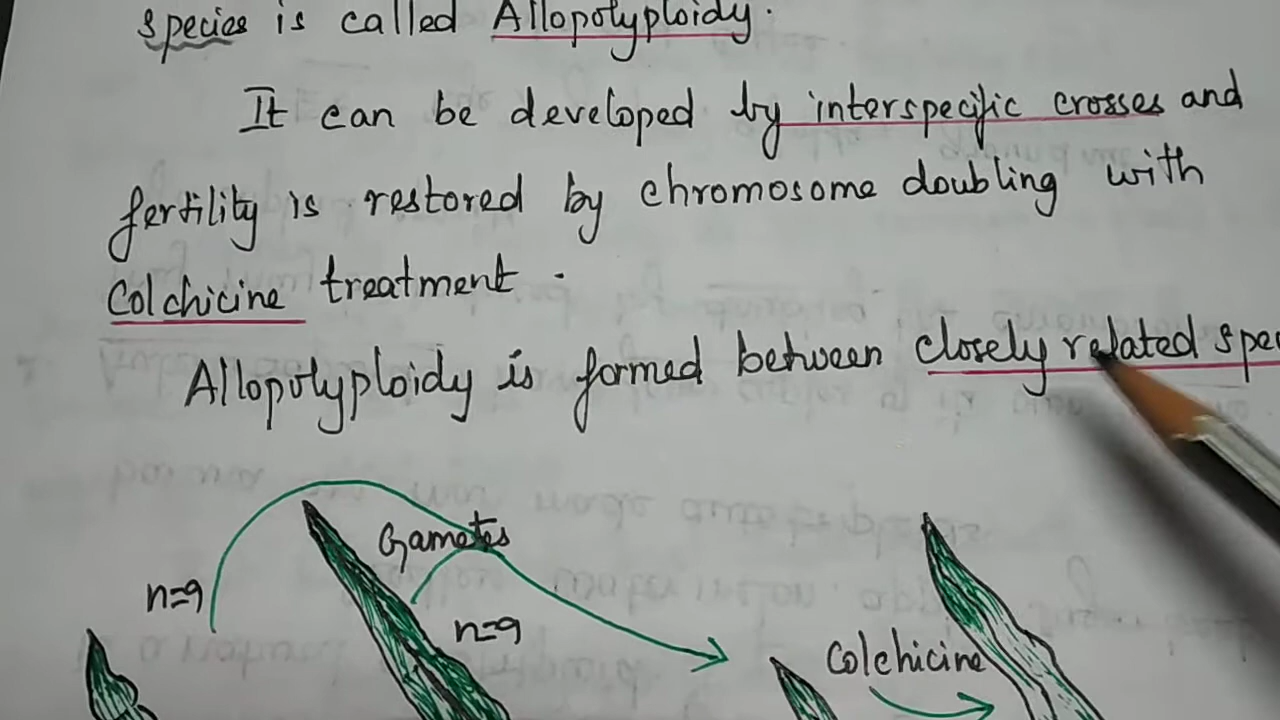 species is called Allopolyploidy.
It can be developed by interspecific crosses and
fertility is restored by chromosome doubling with
Colchicine treatment.
Allopolyploidy is formed between closely related spe
Gametes
n=9
n=9
Colchicine